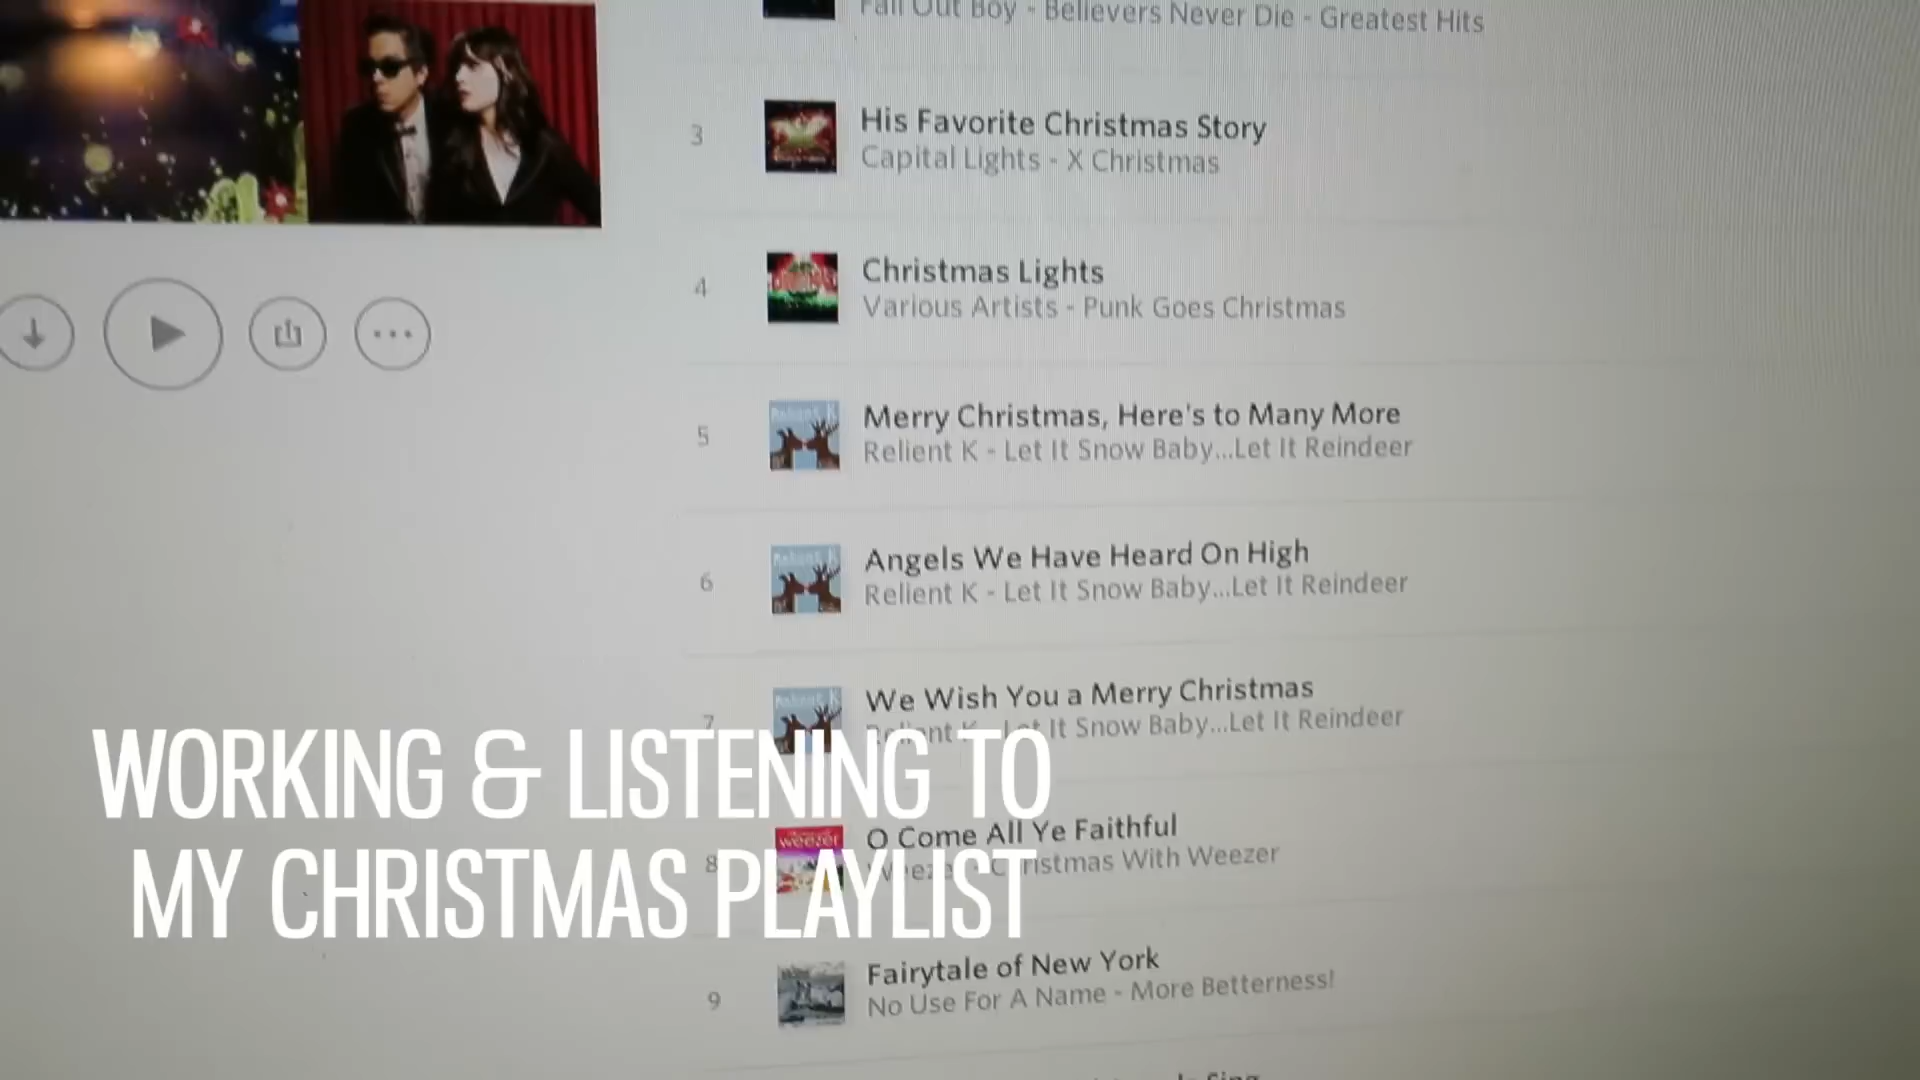 Fall Out Boy - Believers Never Die - Greatest Hits
3
His Favorite Christmas Story
Capital Lights - X Christmas
4
Christmas Lights
Various Artists - Punk Goes Christmas
5
Merry Christmas, Here's to Many More
Relient K - Let It Snow Baby...Let It Reindeer
6
Angels We Have Heard On High
Relient K - Let It Snow Baby...Let It Reindeer
7
We Wish You a Merry Christmas
Relient K - Let It Snow Baby...Let It Reindeer
WORKING & LISTENING TO
MY CHRISTMAS PLAYLIST
8
weezer
O Come All Ye Faithful
Weezer - Christmas With Weezer
9
Fairytale of New York
No Use For A Name - More Betterness!